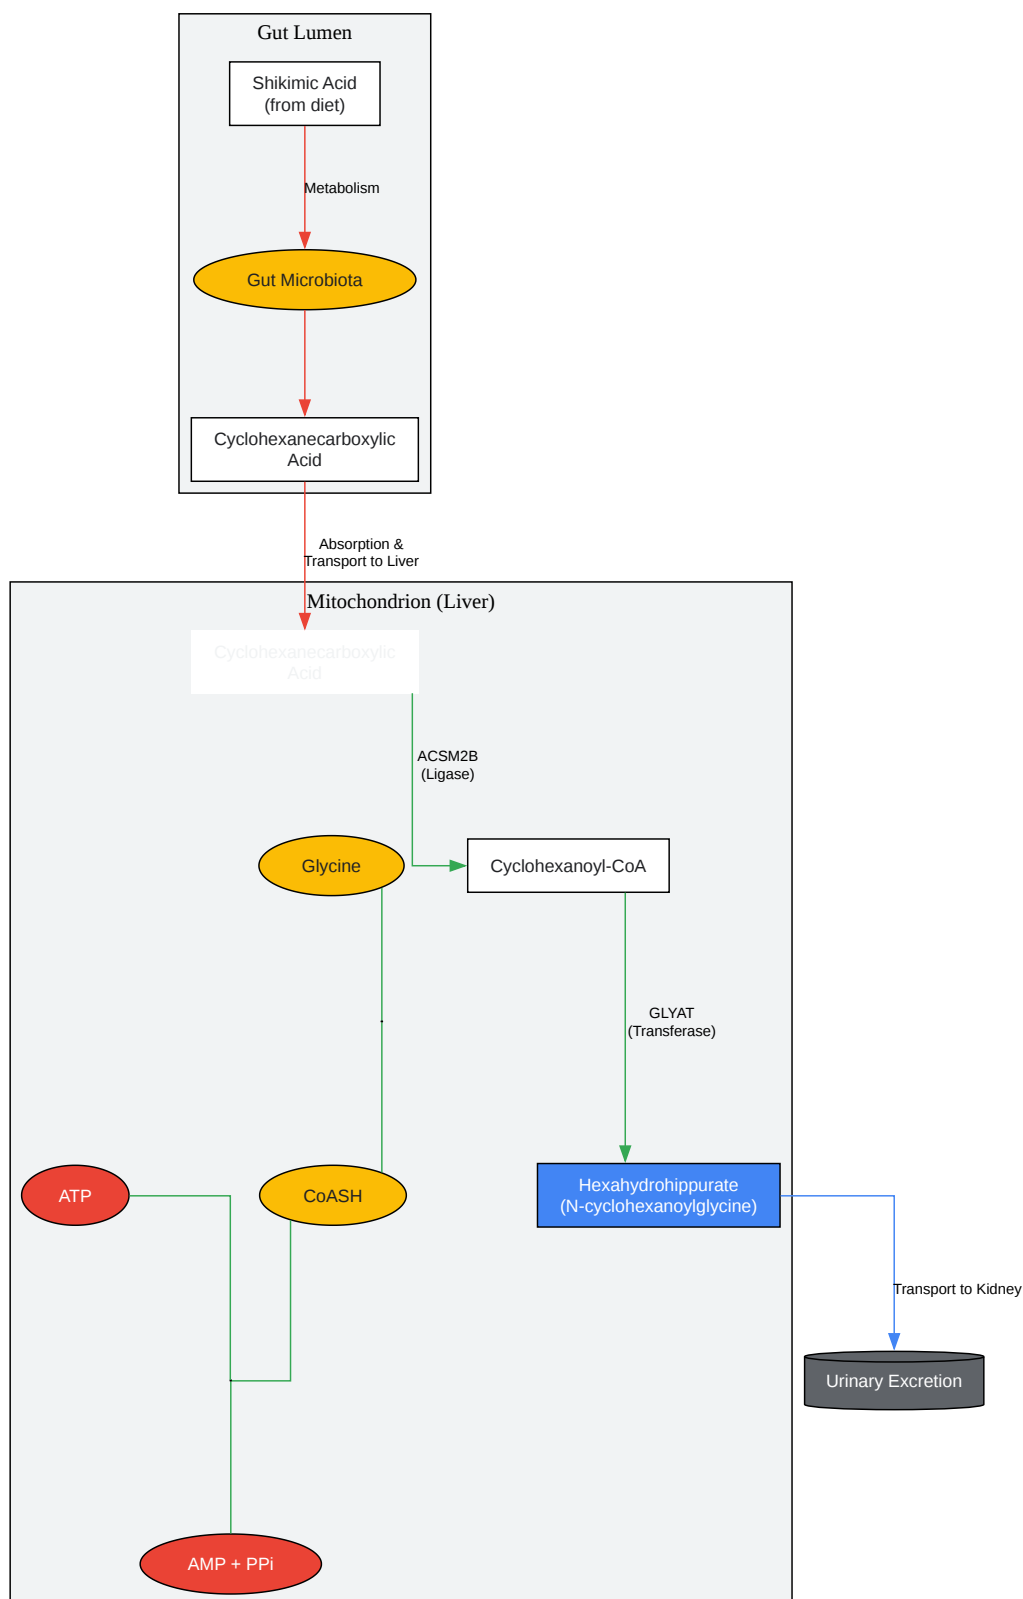 Gut Lumen
Shikimic Acid
(from diet)
Metabolism
Gut Microbiota
Cyclohexanecarboxylic
Acid
Absorption &
Transport to Liver
Mitochondrion (Liver)
Cyclohexanecarboxylic
Acid
ACSM2B
(Ligase)
Glycine
Cyclohexanoyl-CoA
GLYAT
(Transferase)
ATP
CoASH
Hexahydrohippurate
(N-cyclohexanoylglycine)
Transport to Kidney
Urinary Excretion
AMP + PPi